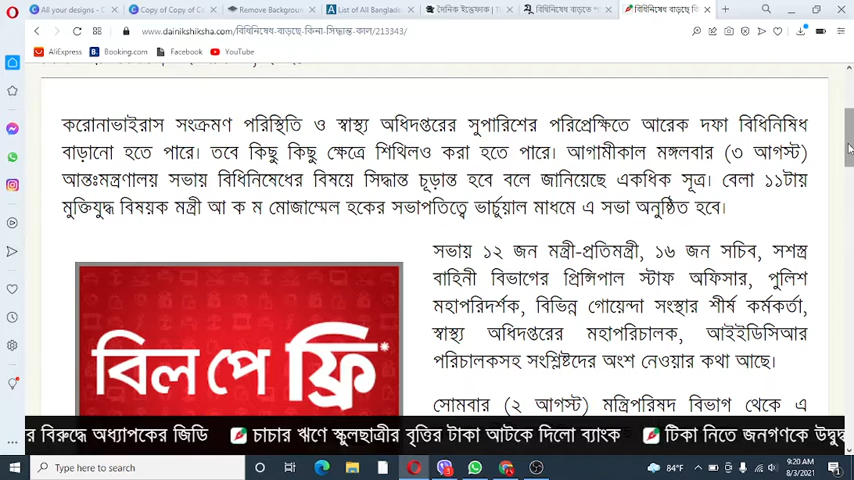 All your designs - C
Copy of Copy of Co
Remove Backgroun
List of All Banglade
দৈনিক ইত্তেফাক | T
বিধিনিষেধ বাড়তে প
বিধিনিষেধ বাড়ছে কি
www.dainikshiksha.com/বিধিনিষেধ-বাড়ছে-কিনা-সিদ্ধান্ত-কাল/213343/
AliExpress
Booking.com
Facebook
YouTube
করোনাভাইরাস সংক্রমণ পরিস্থিতি ও স্বাস্থ্য অধিদপ্তরের সুপারিশের পরিপ্রেক্ষিতে আরেক দফা বিধিনিষিধ
বাড়ানো হতে পারে। তবে কিছু কিছু ক্ষেত্রে শিথিলও করা হতে পারে। আগামীকাল মঙ্গলবার (৩ আগস্ট)
আন্তঃমন্ত্রণালয় সভায় বিধিনিষেধের বিষয়ে সিদ্ধান্ত চূড়ান্ত হবে বলে জানিয়েছে একধিক সূত্র। বেলা ১১টায়
মুক্তিযুদ্ধ বিষয়ক মন্ত্রী আ ক ম মোজাম্মেল হকের সভাপতিত্বে ভার্চুয়াল মাধমে এ সভা অনুষ্ঠিত হবে।
সভায় ১২ জন মন্ত্রী-প্রতিমন্ত্রী, ১৬ জন সচিব, সশস্ত্র
বাহিনী বিভাগের প্রিন্সিপাল স্টাফ অফিসার, পুলিশ
মহাপরিদর্শক, বিভিন্ন গোয়েন্দা সংস্থার শীর্ষ কর্মকর্তা,
স্বাস্থ্য অধিদপ্তরের মহাপরিচালক, আইইডিসিআর
পরিচালকসহ সংশ্লিষ্টদের অংশ নেওয়ার কথা আছে।
সোমবার (২ আগস্ট) মন্ত্রিপরিষদ বিভাগ থেকে এ
বিল পে ফ্রি*
র বিরুদ্ধে অধ্যাপকের জিডি চাচার ঋণে স্কুলছাত্রীর বৃত্তির টাকা আটকে দিলো ব্যাংক টিকা নিতে জনগণকে উদ্বুদ্ধ
Type here to search
84°F
9:20 AM
8/3/2021